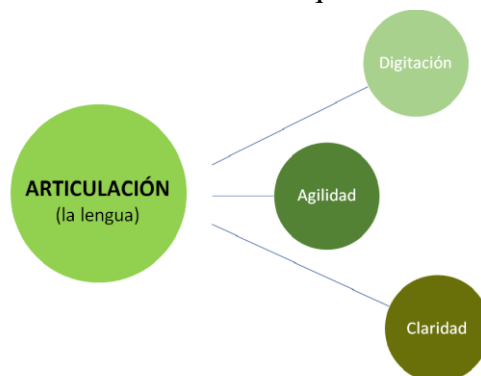 Digitación
ARTICULACIÓN
(la lengua)
Agilidad
Claridad